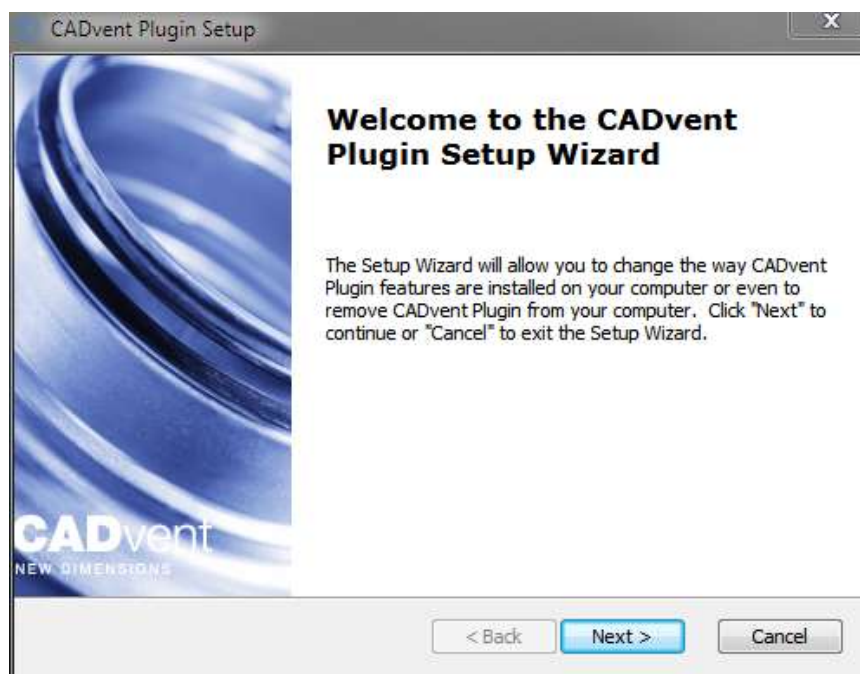 CADvent Plugin Setup
X
Welcome to the CADvent
Plugin Setup Wizard
The Setup Wizard will allow you to change the way CADvent
Plugin features are installed on your computer or even to
remove CADvent Plugin from your computer. Click "Next" to
continue or "Cancel" to exit the Setup Wizard.
CADvent
NEW DIMENSIONS
< Back
Next >
Cancel